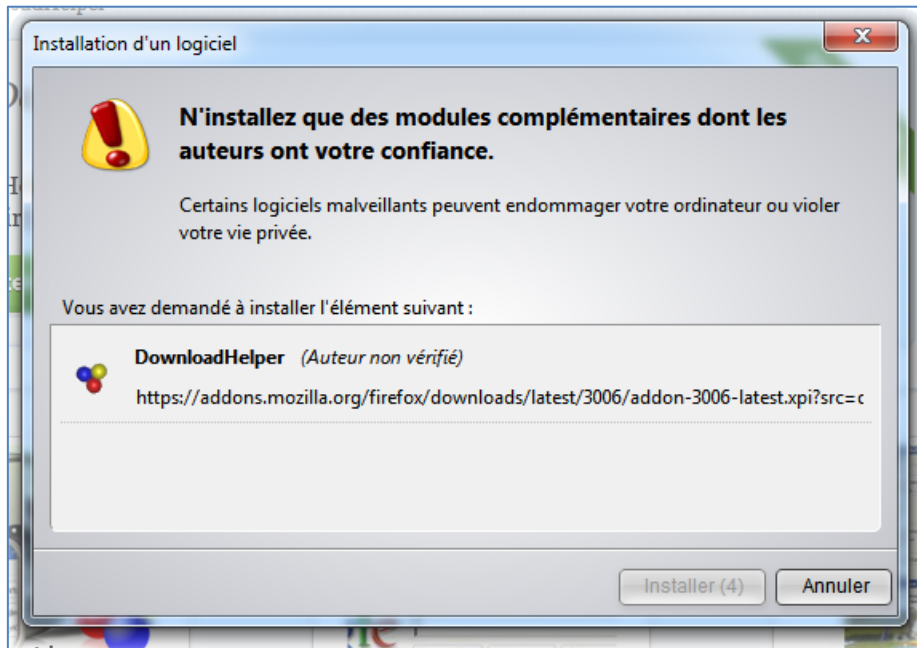 Installation d'un logiciel
N'installez que des modules complémentaires dont les
auteurs ont votre confiance.
Certains logiciels malveillants peuvent endommager votre ordinateur ou violer
votre vie privée.
Vous avez demandé à installer l'élément suivant :
DownloadHelper (Auteur non vérifié)
https://addons.mozilla.org/firefox/downloads/latest/3006/addon-3006-latest.xpi?src=c
Installer (4) Annuler